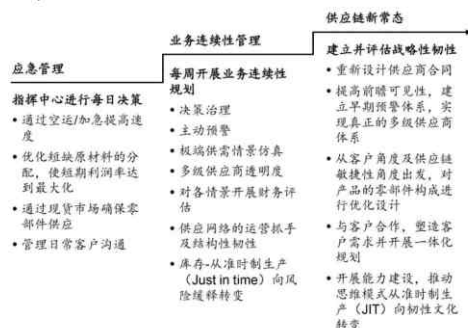 应急管理
指挥中心进行每日决策
• 通过空运/加急提高速
度
• 优化短缺原材料的分
配，使短期利润率达
到最大化
• 通过现货市场确保零
部件供应
• 管理日常客户沟通
业务连续性管理
每周开展业务连续性
规划
• 决策治理
• 主动预警
• 极端供需情景仿真
• 多级供应商透明度
• 对各情景开展财务评
估
• 供应网络的运营抓手
及结构性韧性
• 库存-从准时制生产
（Just in time）向风
险缓释转变
供应链新常态
建立并评估战略性韧性
• 重新设计供应商合同
• 提高前瞻可见性，建
立早期预警体系，实
现真正的多级供应商
体系
• 从客户角度及供应链
敏捷性角度出发，对
产品的零部件构成进
行优化设计
• 与客户合作，塑造客
户需求并开展一体化
规划
• 开展能力建设，推动
思维模式从准时制生
产（JIT）向韧性文化
转变